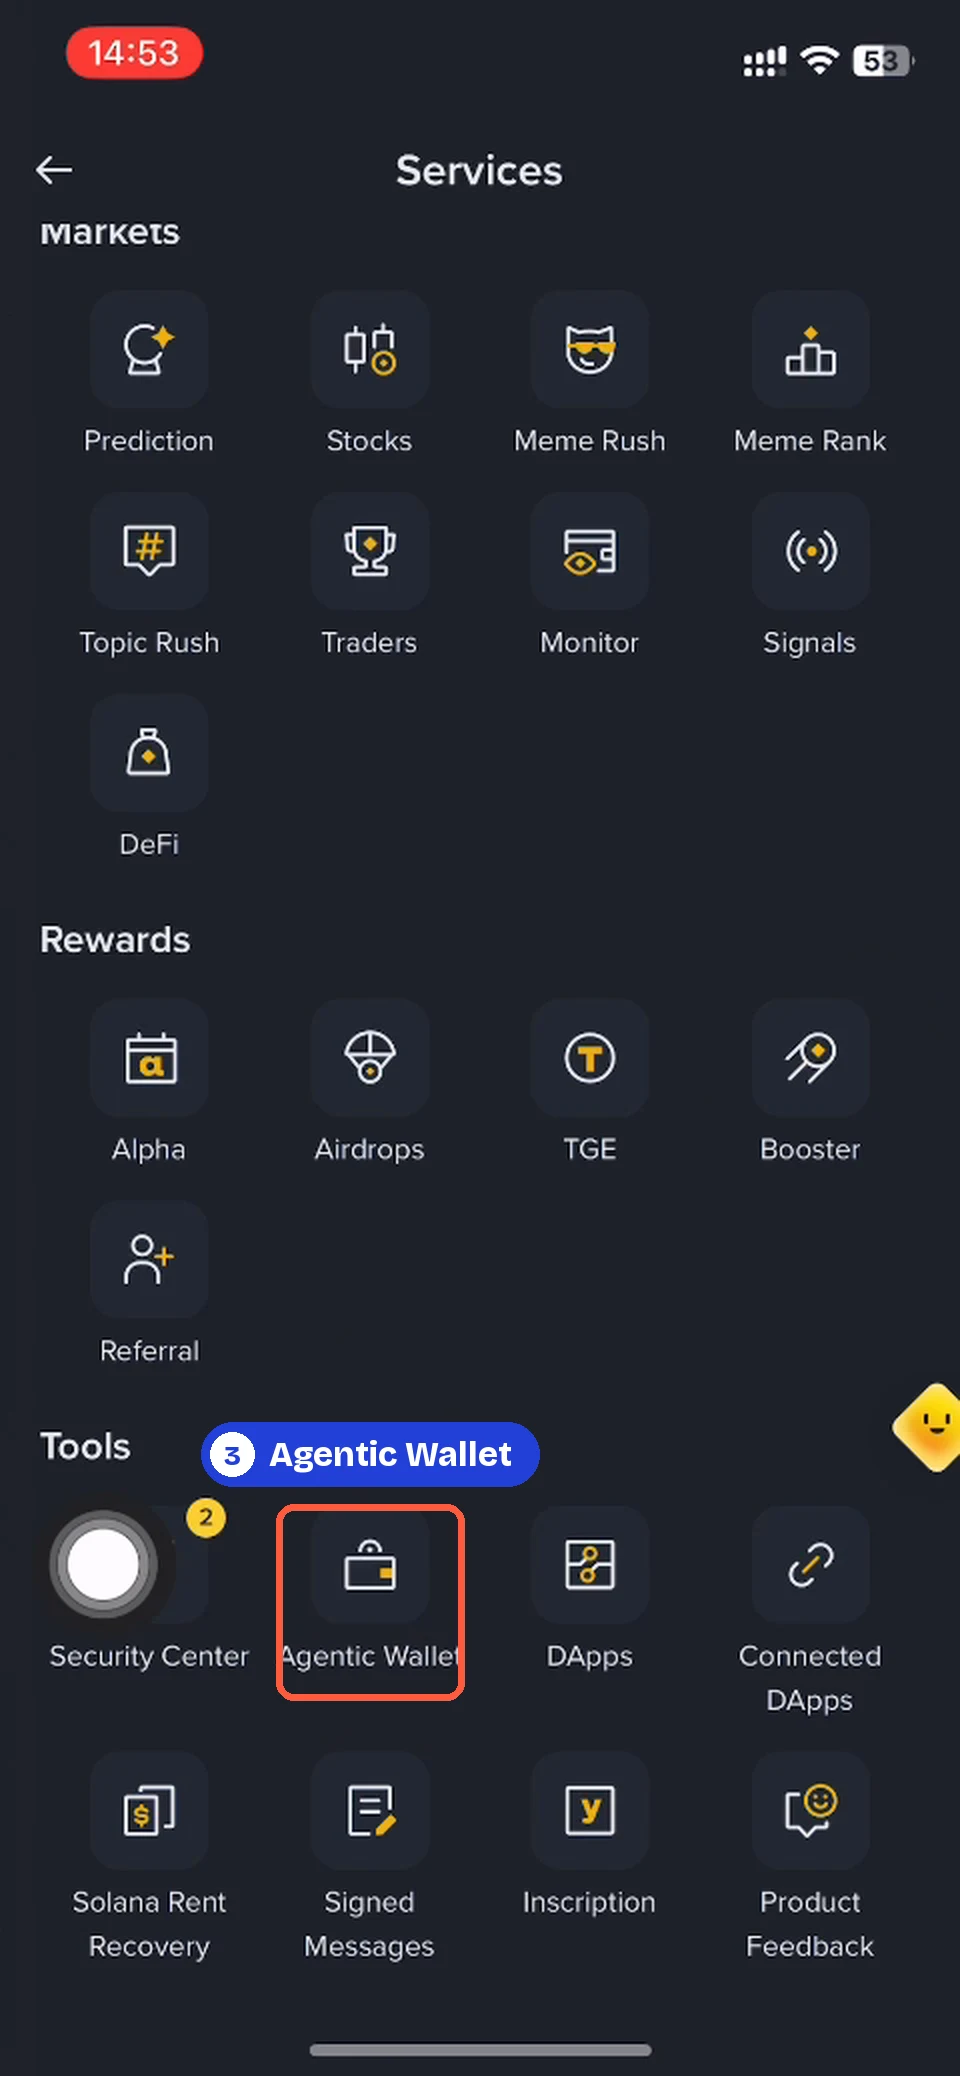 14:53
53
Services
Markets
Prediction
Stocks
Meme Rush
Meme Rank
#
Topic Rush
Traders
Monitor
Signals
DeFi
Rewards
a
Alpha
Airdrops
T
TGE
Booster
Referral
Tools
3 Agentic Wallet
2
Security Center
Agentic Wallet
DApps
Connected
DApps
$
Solana Rent
Recovery
Signed
Messages
y
Inscription
Product
Feedback